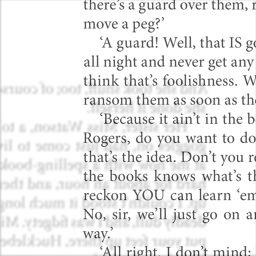 there's a guard over them, r
move a peg?'
'A guard! Well, that IS g
all night and never get any
think that's foolishness. W
ransom them as soon as the
'Because it ain't in the b
Rogers, do you want to do
that's the idea. Don't you re
the books knows what's th
reckon YOU can learn 'em
No, sir, we'll just go on an
way.'
'All right. I don't mind;